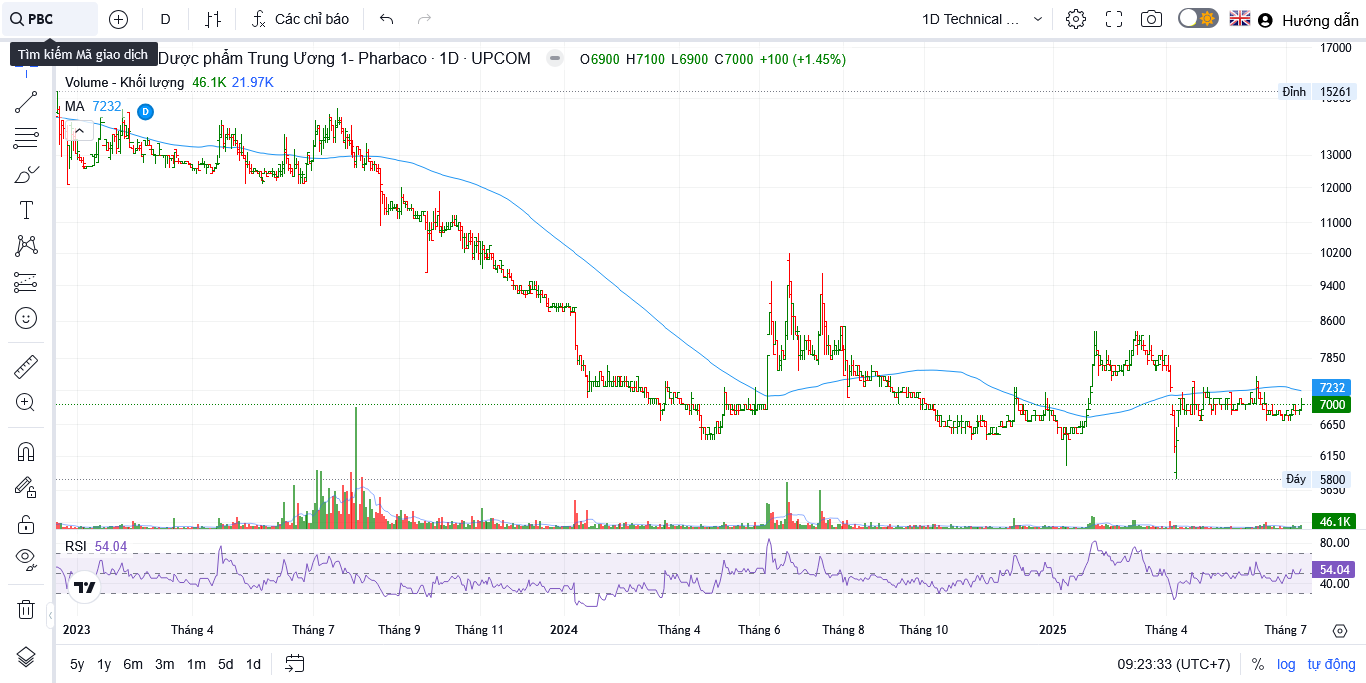 PBC
D
Các chỉ báo
1D Technical ...
Hướng dẫn
Tìm kiếm Mã giao dịch
Dược phẩm Trung Ương 1- Pharbaco · 1D · UPCOM
O6900 H7100 L6900 C7000 +100 (+1.45%)
Volume - Khối lượng 46.1K 21.97K
MA 7232
D
17000
Đỉnh 15261
13000
12000
11000
10200
9400
8600
7850
7232
7000
6650
6150
Đáy 5800
5650
46.1K
RSI 54.04
80.00
54.04
40.00
2023 Tháng 4 Tháng 7 Tháng 9 Tháng 11 2024 Tháng 4 Tháng 6 Tháng 8 Tháng 10 2025 Tháng 4 Tháng 7
5y 1y 6m 3m 1m 5d 1d
09:23:33 (UTC+7) % log tự động